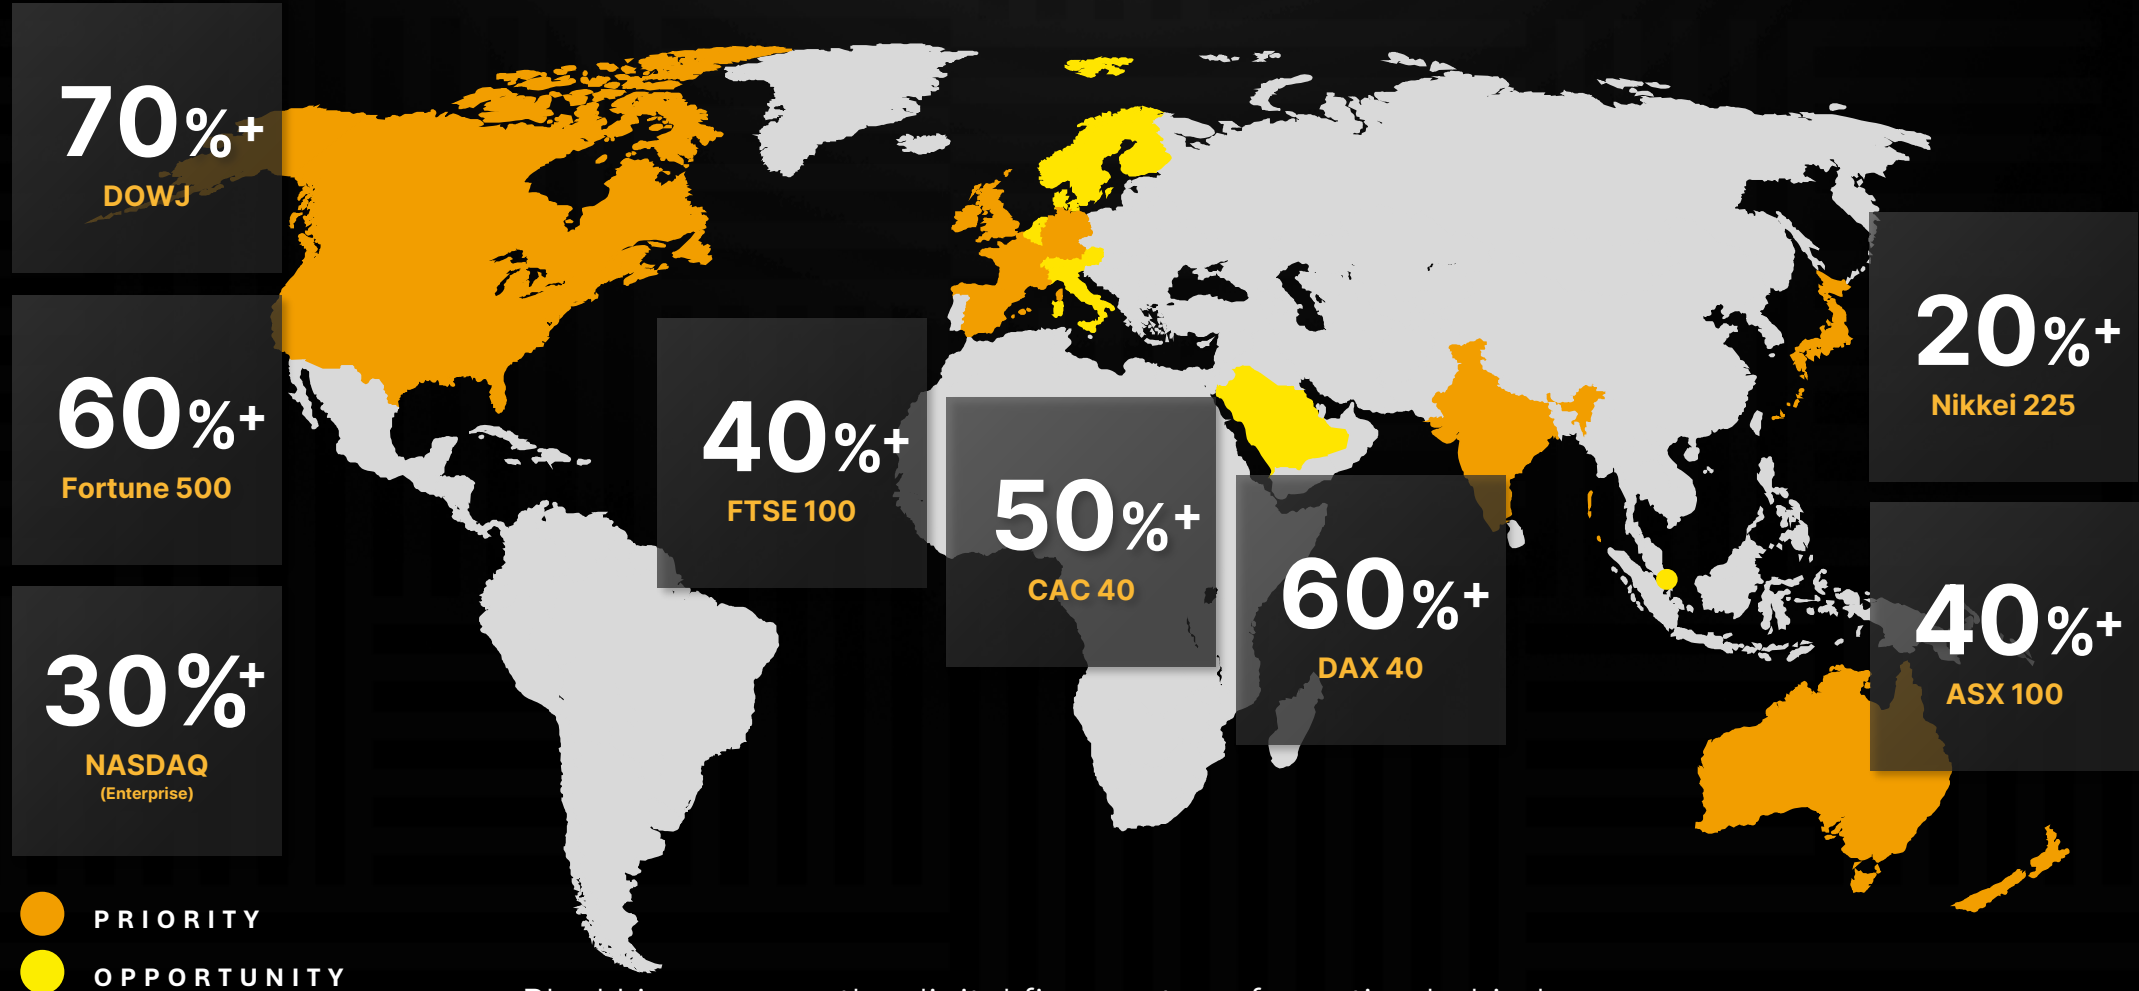 70%+
DOWJ
60%+
Fortune 500
30%+
NASDAQ
(Enterprise)
40%+
FTSE 100
50%+
CAC 40
60%+
DAX 40
20%+
Nikkei 225
40%+
ASX 100
PRIORITY
OPPORTUNITY